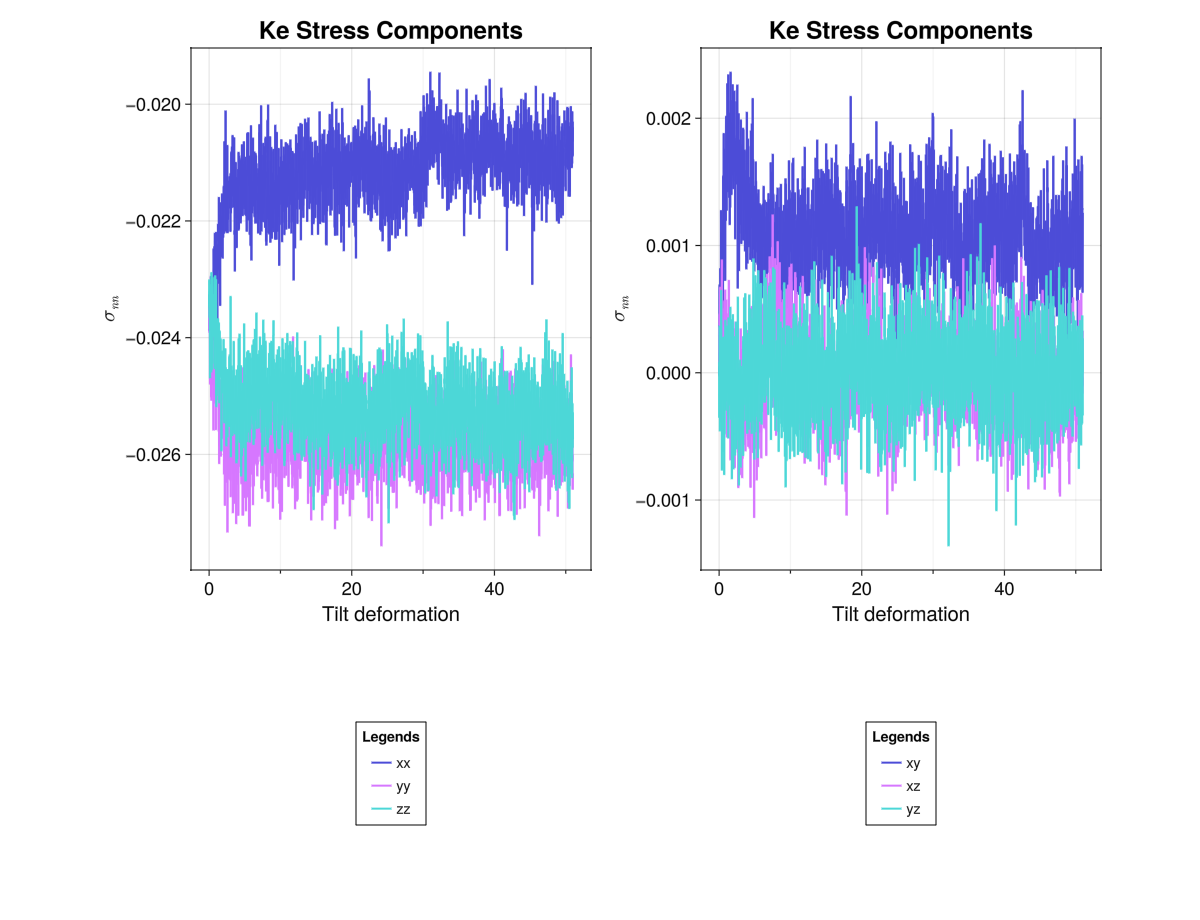 Ke Stress Components
σnn
−0.020
−0.022
−0.024
−0.026
0
20
40
Tilt deformation
Legends
xx
yy
zz
Ke Stress Components
σnn
0.002
0.001
0.000
−0.001
0
20
40
Tilt deformation
Legends
xy
xz
yz